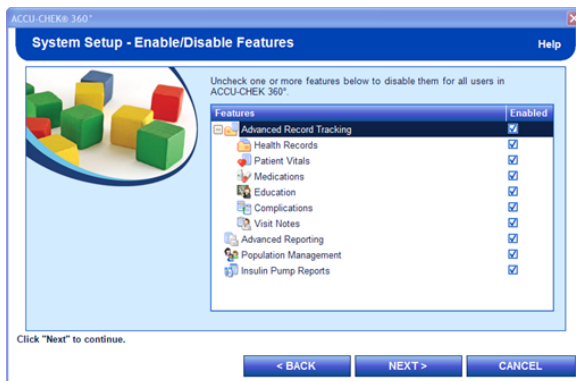 ACCU-CHEK® 360°
System Setup - Enable/Disable Features
Help
Uncheck one or more features below to disable them for all users in
ACCU-CHEK 360°.
Features Enabled
Advanced Record Tracking
Health Records
Patient Vitals
Medications
Education
Complications
Visit Notes
Advanced Reporting
Population Management
Insulin Pump Reports
Click "Next" to continue.
< BACK NEXT > CANCEL